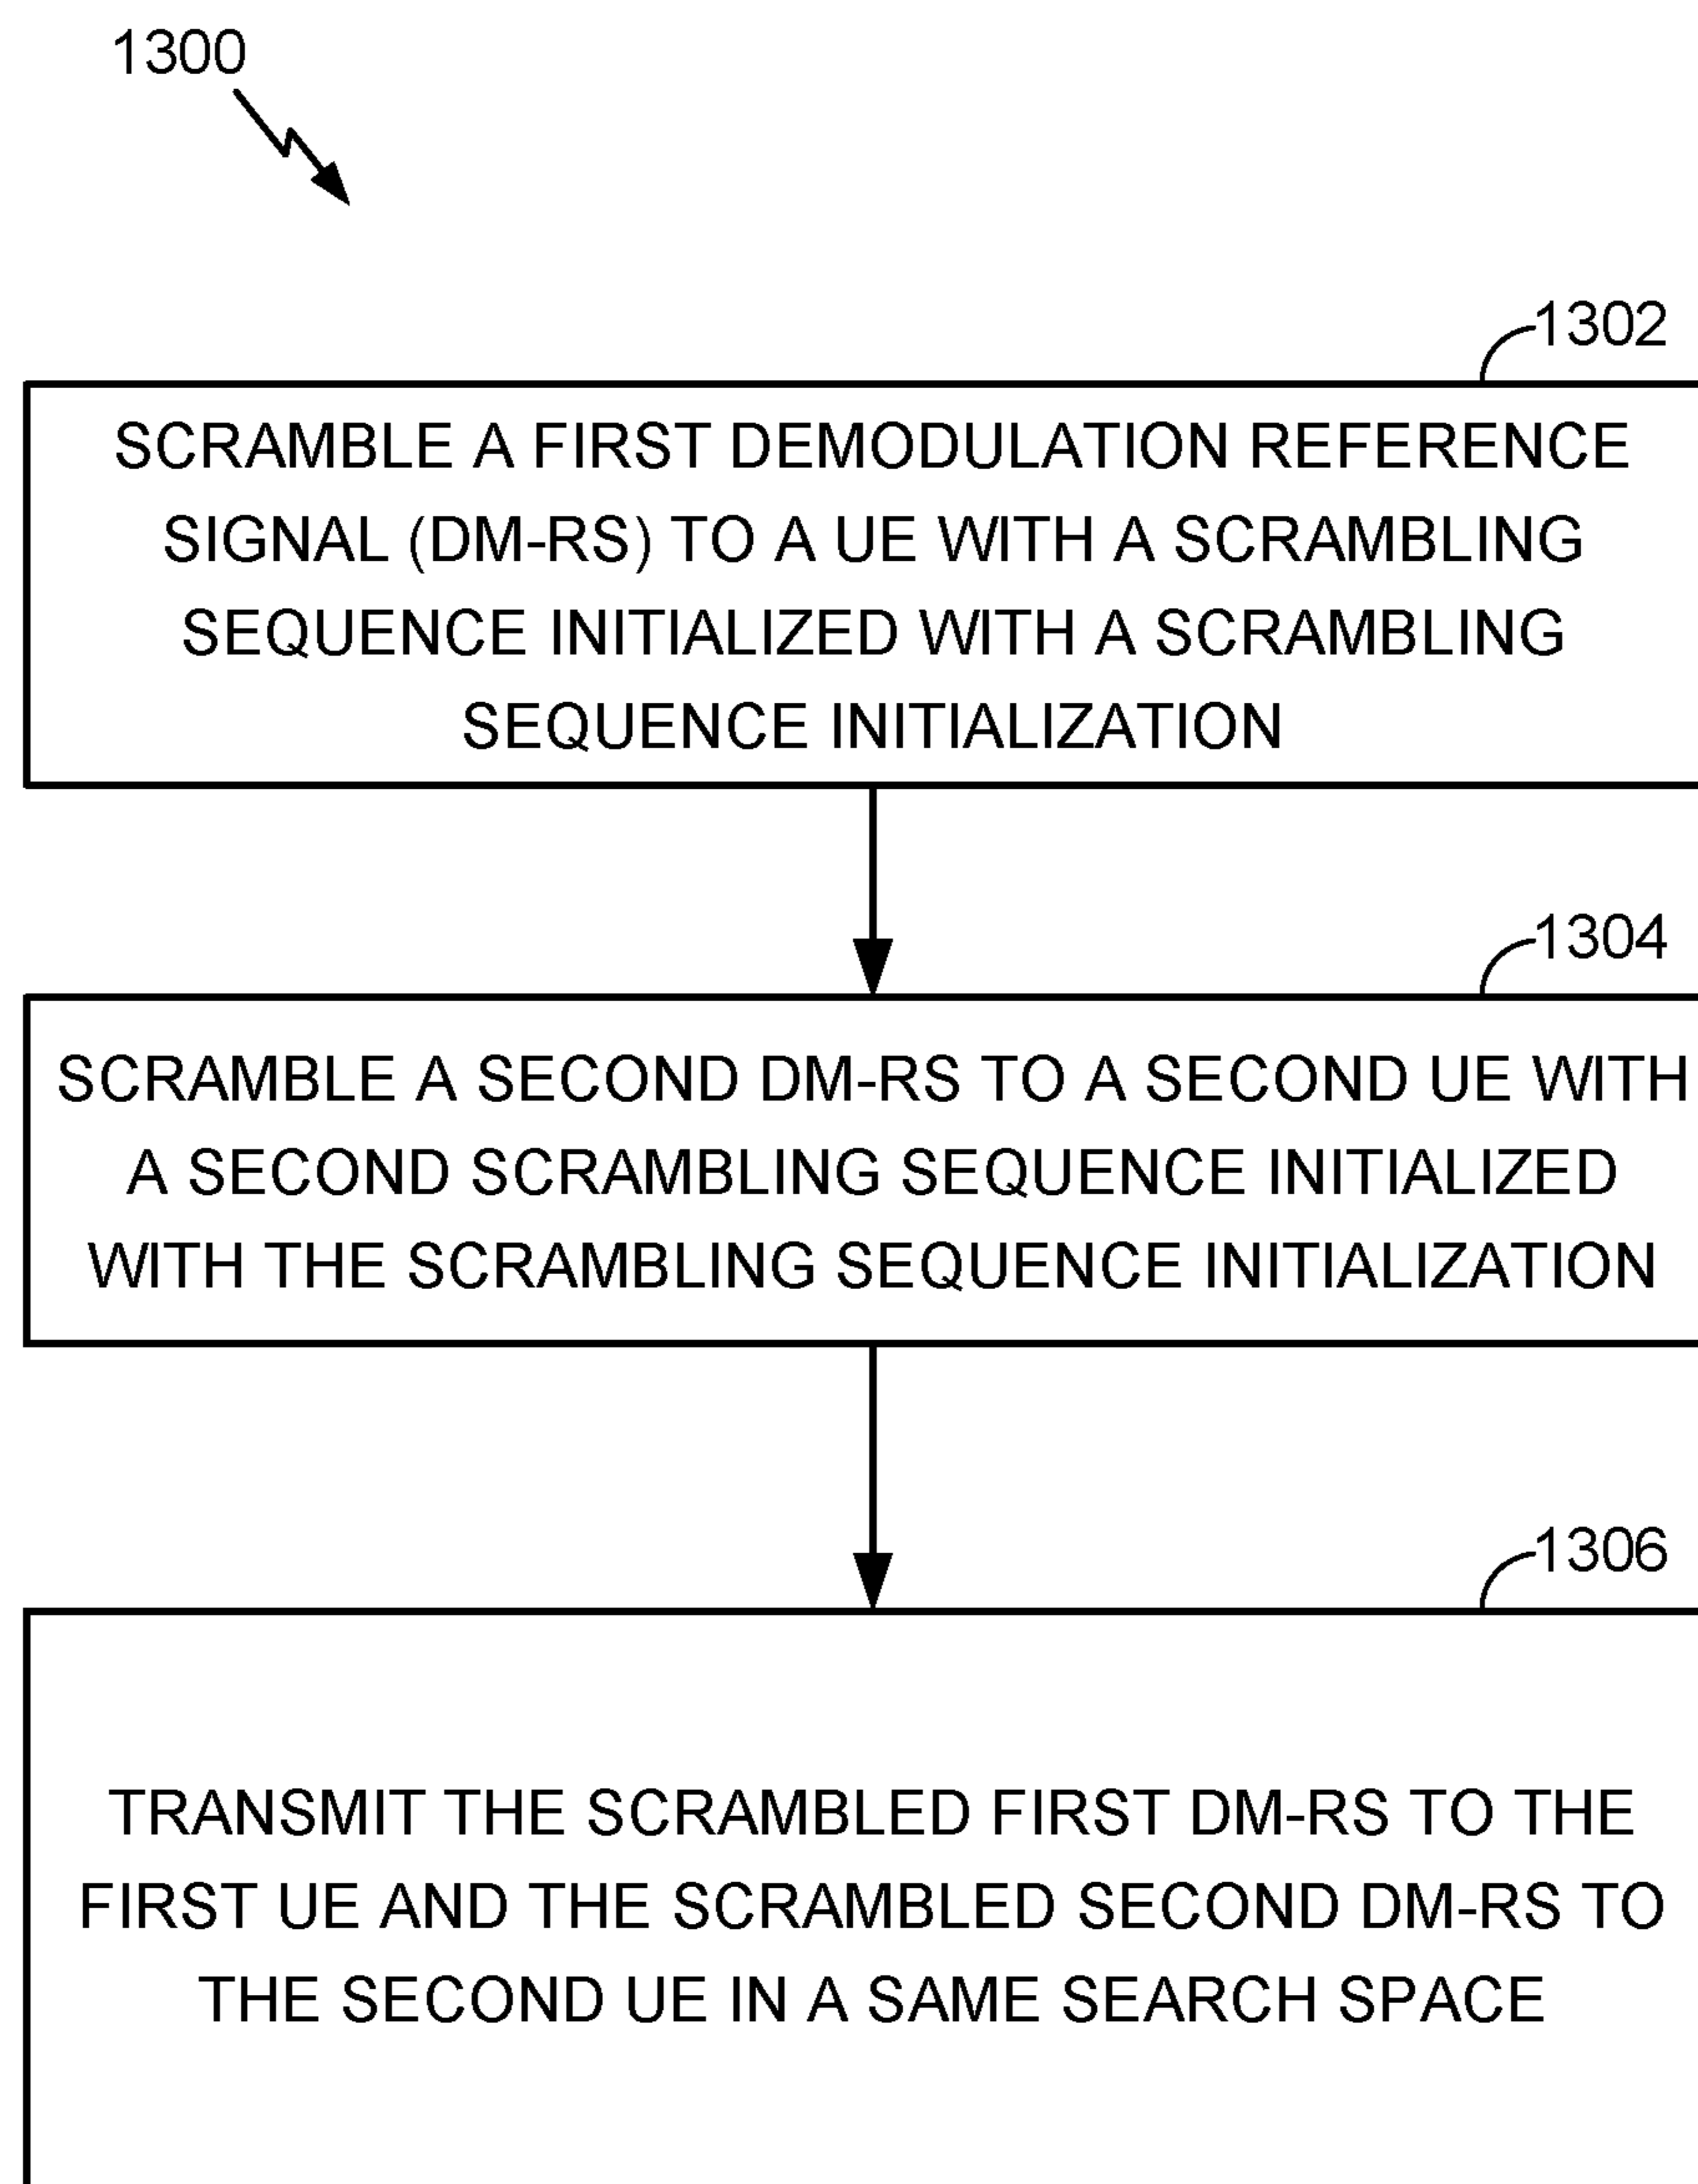 1300
1302
SCRAMBLE A FIRST DEMODULATION REFERENCE
SIGNAL (DM-RS) TO A UE WITH A SCRAMBLING
SEQUENCE INITIALIZED WITH A SCRAMBLING
SEQUENCE INITIALIZATION
1304
SCRAMBLE A SECOND DM-RS TO A SECOND UE WITH
A SECOND SCRAMBLING SEQUENCE INITIALIZED
WITH THE SCRAMBLING SEQUENCE INITIALIZATION
1306
TRANSMIT THE SCRAMBLED FIRST DM-RS TO THE
FIRST UE AND THE SCRAMBLED SECOND DM-RS TO
THE SECOND UE IN A SAME SEARCH SPACE